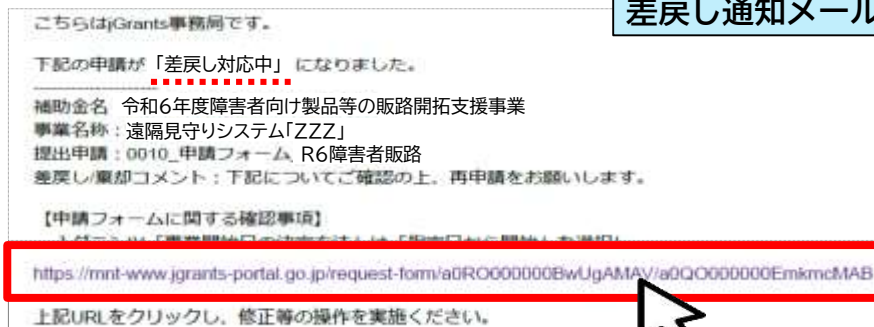 差戻し通知メール
こちらはjGrants事務局です。
下記の申請が「差戻し対応中」になりました。
補助金名 令和6年度障害者向け製品等の販路開拓支援事業
事業名称：遠隔見守りシステム「ZZZ」
提出申請：0010_申請フォーム R6障害者販路
差戻し/棄却コメント：下記についてご確認の上、再申請をお願いします。
【申請フォームに関する確認事項】
https://mnt-www.jgrants-portal.go.jp/request-form/a0RO000000BwUgAMAV/a0QO000000EmkmcMAB
上記URLをクリックし、修正等の操作を実施ください。